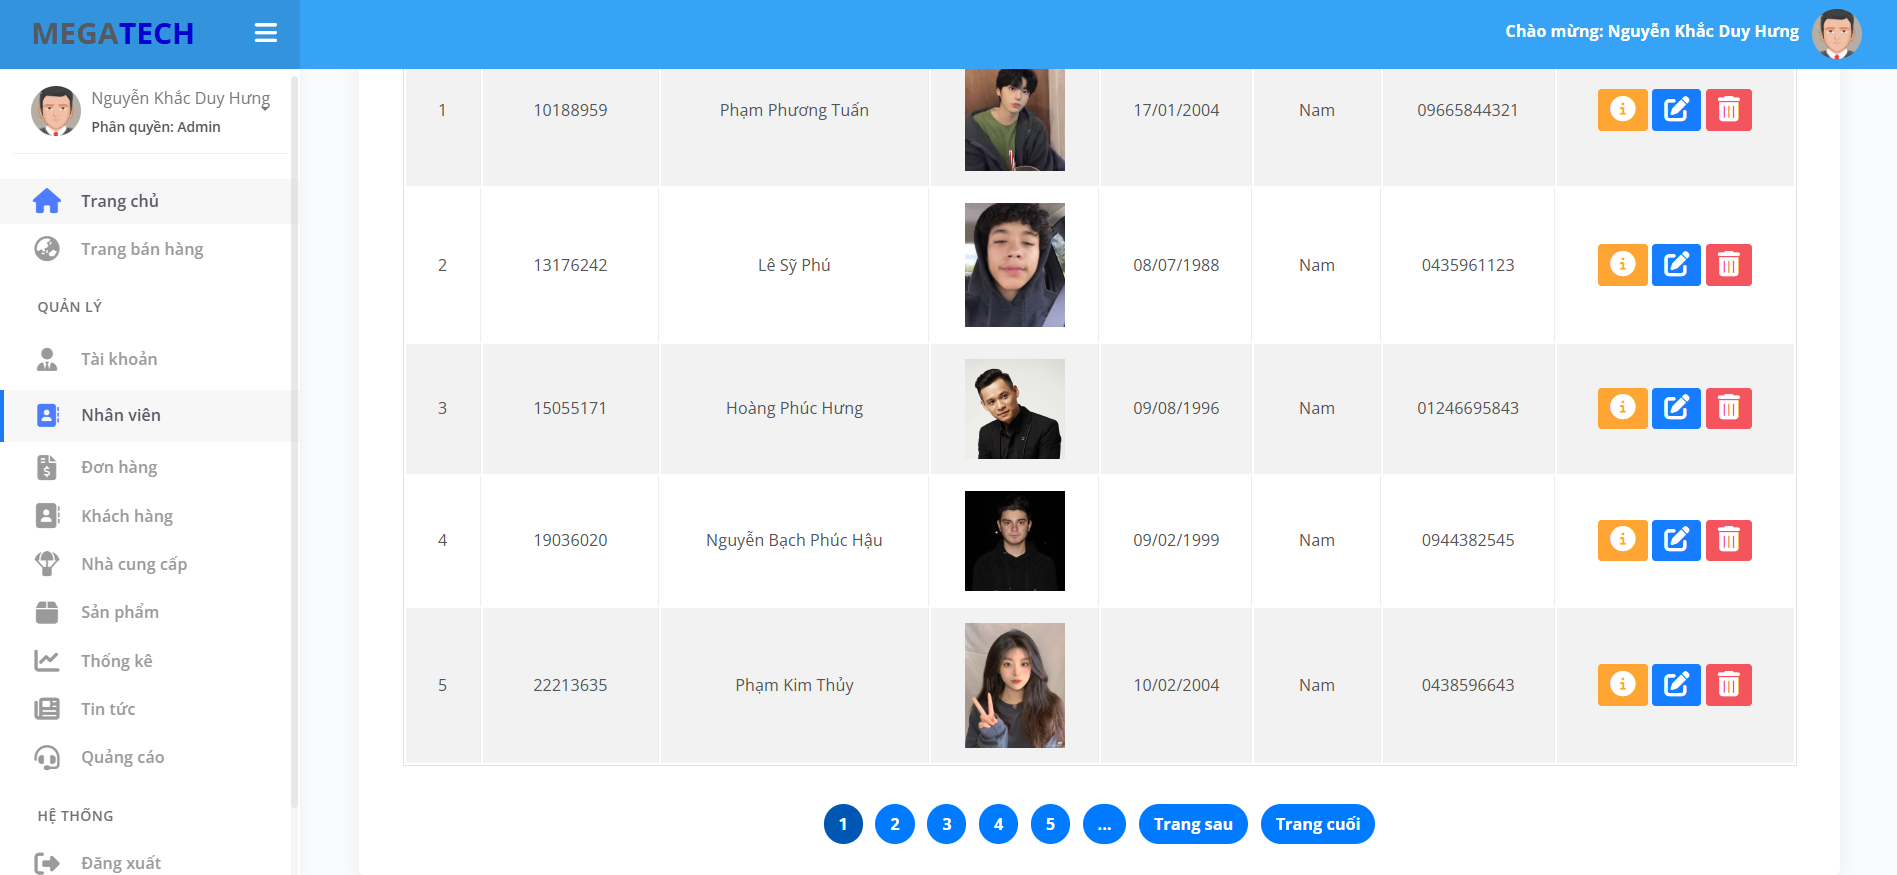 MEGATECH
Chào mừng: Nguyễn Khắc Duy Hưng
Nguyễn Khắc Duy Hưng
Phân quyền: Admin
Trang chủ
Trang bán hàng
QUẢN LÝ
Tài khoản
Nhân viên
Đơn hàng
Khách hàng
Nhà cung cấp
Sản phẩm
Thống kê
Tin tức
Quảng cáo
HỆ THỐNG
Đăng xuất
1 10188959 Phạm Phương Tuấn 17/01/2004 Nam 09665844321
2 13176242 Lê Sỹ Phú 08/07/1988 Nam 0435961123
3 15055171 Hoàng Phúc Hưng 09/08/1996 Nam 01246695843
4 19036020 Nguyễn Bạch Phúc Hậu 09/02/1999 Nam 0944382545
5 22213635 Phạm Kim Thủy 10/02/2004 Nam 0438596643
1 2 3 4 5 ... Trang sau Trang cuối